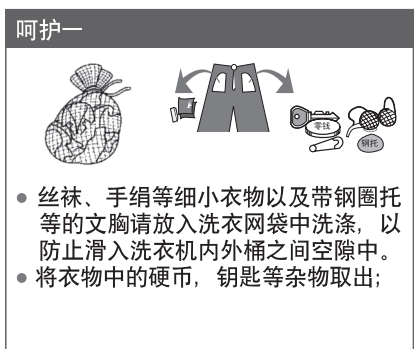 呵护一
零钱
钢托
● 丝袜、手绢等细小衣物以及带钢圈托
等的文胸请放入洗衣网袋中洗涤，以
防止滑入洗衣机内外桶之间空隙中。
● 将衣物中的硬币，钥匙等杂物取出;